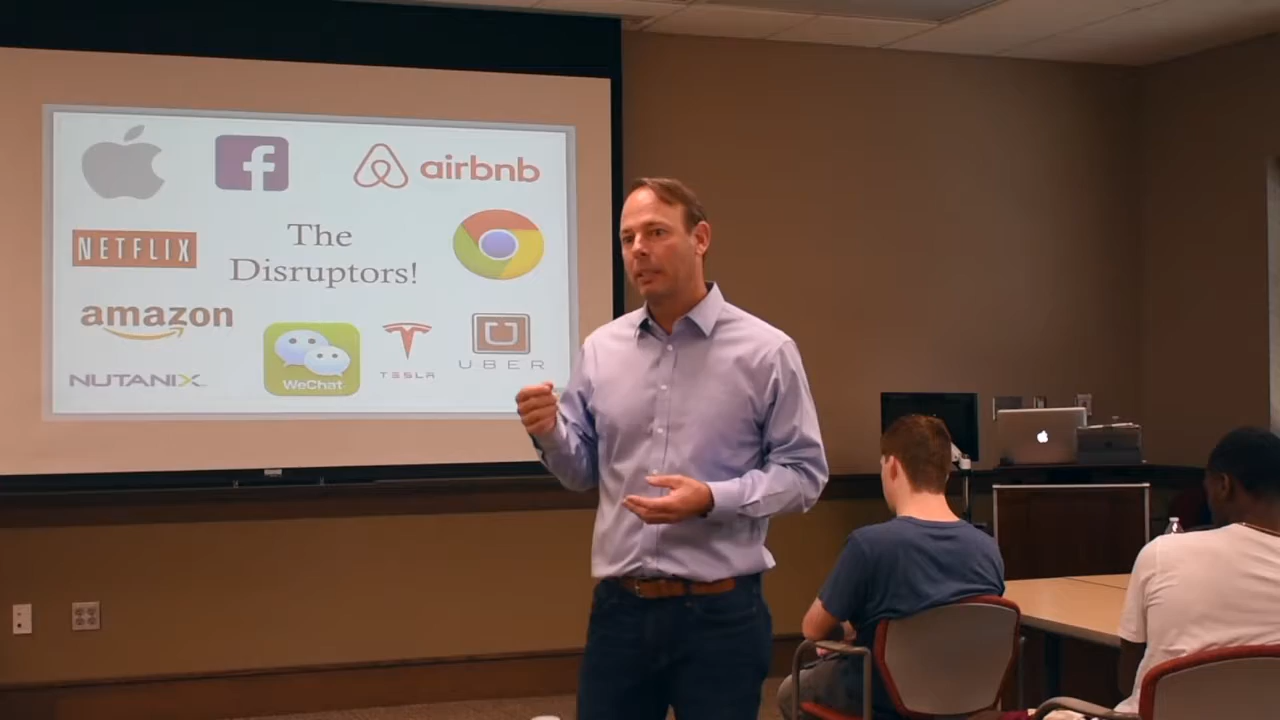 airbnb
NETFLIX
The
Disruptors!
amazon
WeChat
TESLA
UBER
NUTANIX